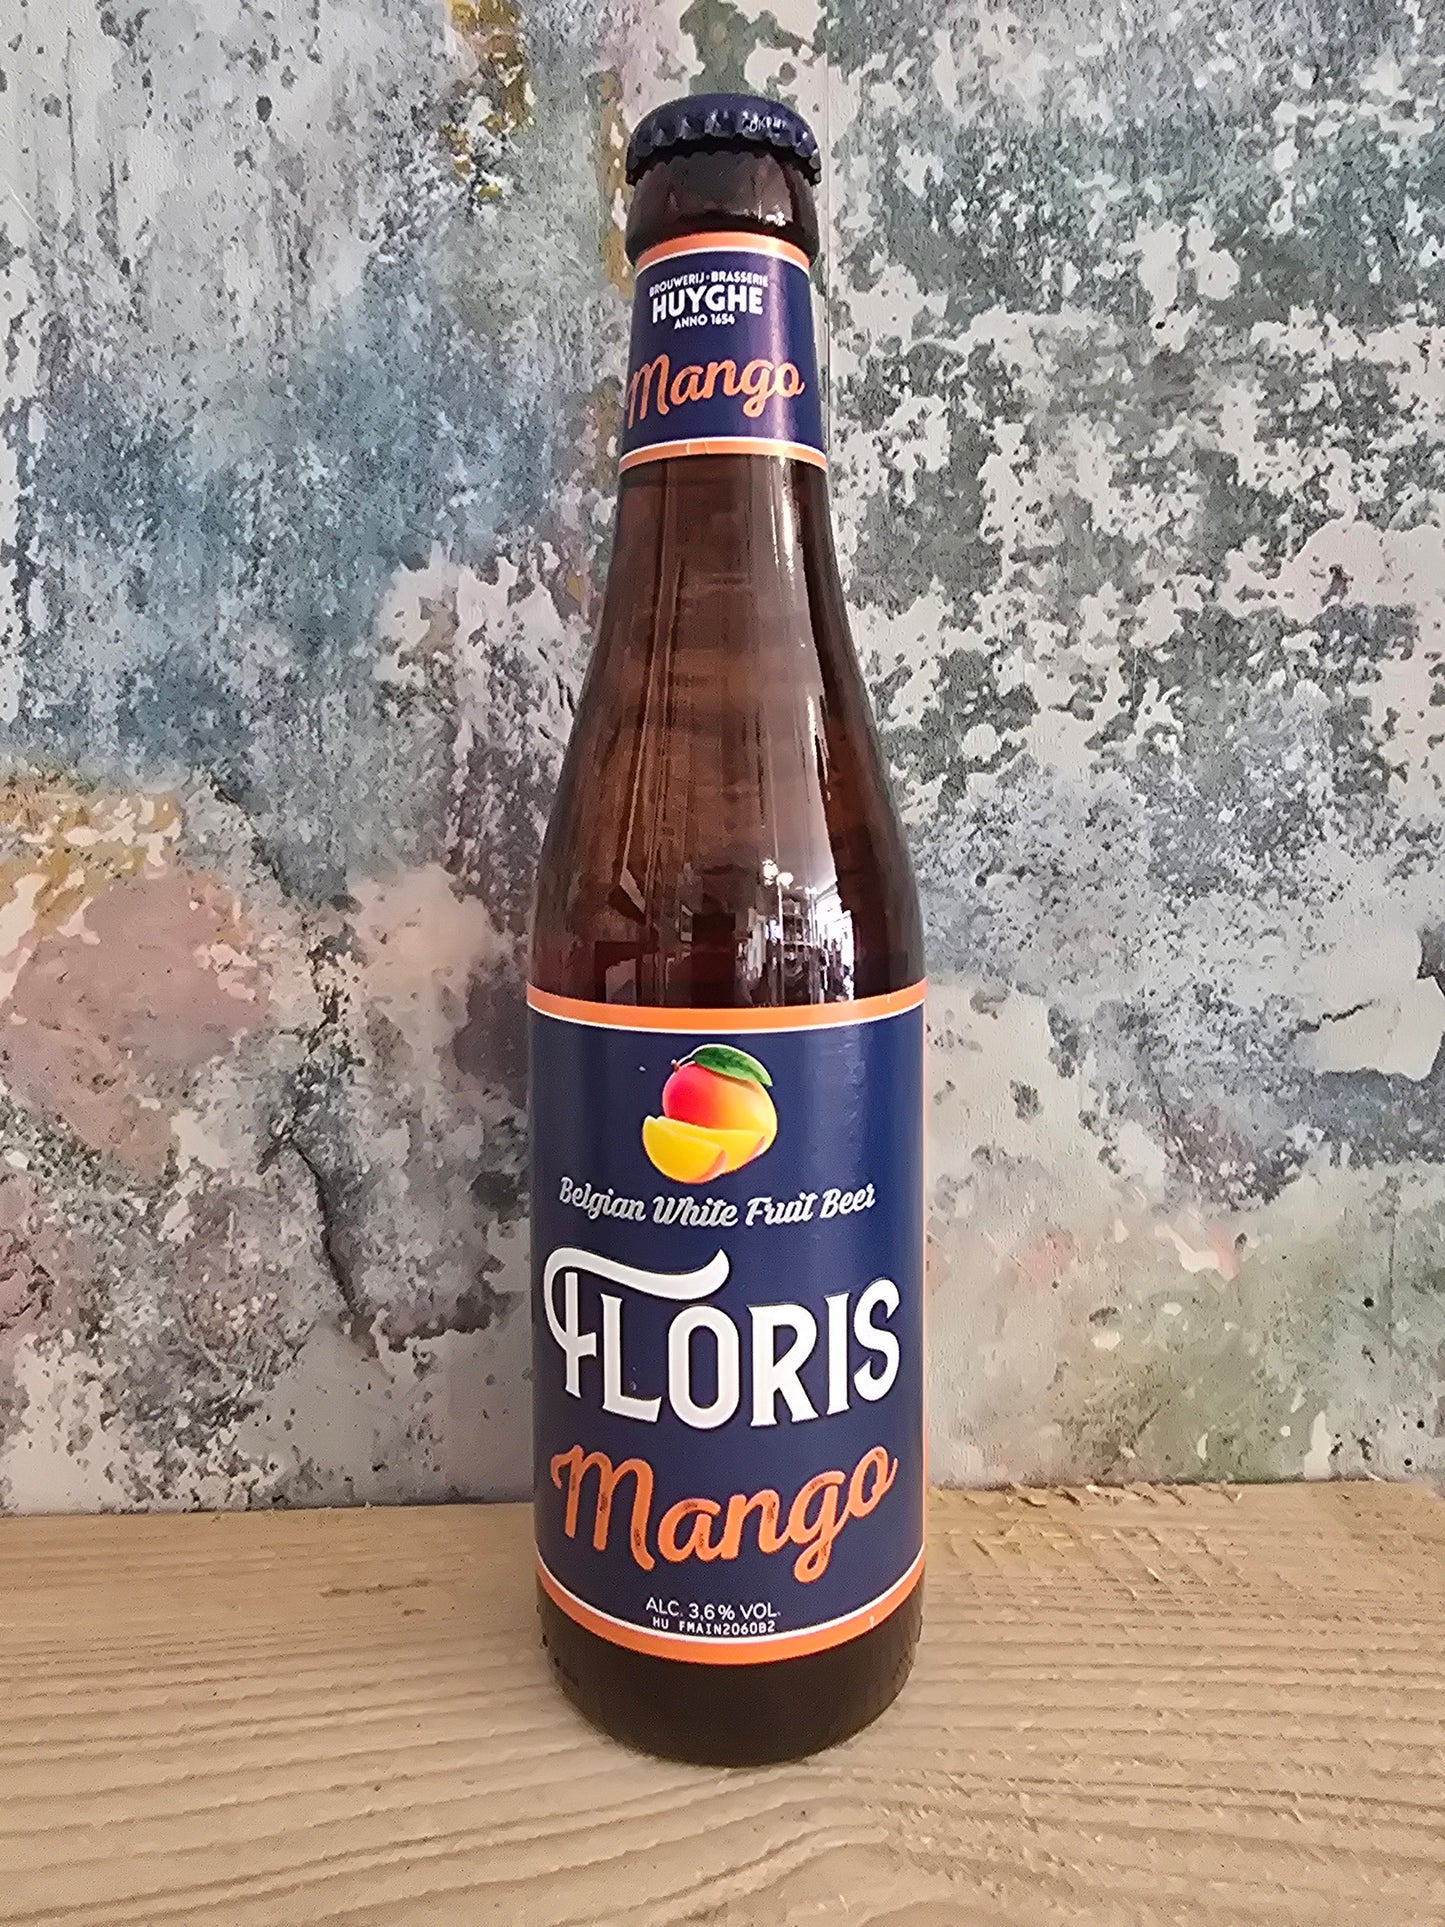 BROUWERIJ • BRASSERIE
HUYGHE
ANNO 1654
Mango
Belgian White Fruit Beer
FLORIS
Mango
ALC. 3,6% VOL.
HU FMAIN2060B2